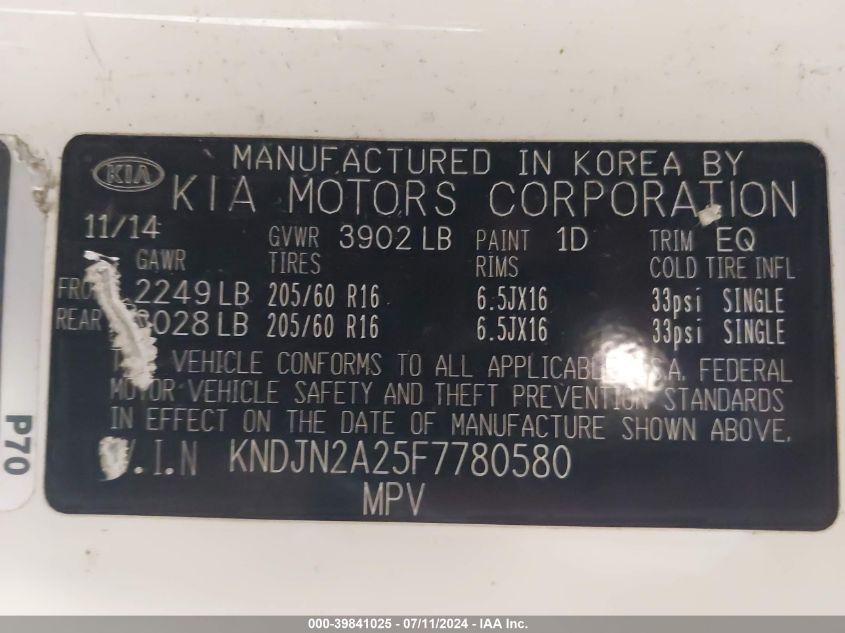 KIA
MANUFACTURED IN KOREA BY
KIA MOTORS CORPORATION
11/14 GVWR 3902 LB PAINT 1D TRIM EQ
GAWR TIRES RIMS COLD TIRE INFL
2249 LB 205/60 R16 6.5JX16 33psi SINGLE
REAR 205/60 R16 6.5JX16 33psi SINGLE
VEHICLE CONFORMS TO ALL APPLICABLE FEDERAL
MOTOR VEHICLE SAFETY AND THEFT PREVENTION STANDARDS
IN EFFECT ON THE DATE OF MANUFACTURE SHOWN ABOVE.
V.I.N KNDJN2A25F7780580
MPV
P70
000-39841025 - 07/11/2024 - IAA Inc.